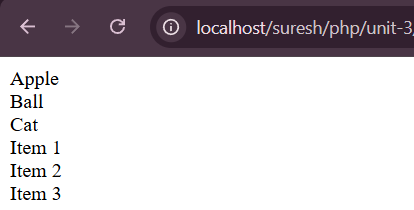 localhost/suresh/php/unit-3/
Apple
Ball
Cat
Item 1
Item 2
Item 3